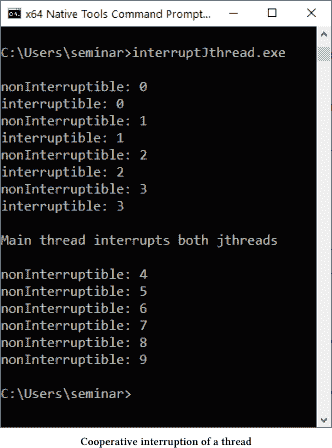 x64 Native Tools Command Prompt...
C:\Users\seminar>interruptJthread.exe
nonInterruptible: 0
interruptible: 0
nonInterruptible: 1
interruptible: 1
nonInterruptible: 2
interruptible: 2
nonInterruptible: 3
interruptible: 3
Main thread interrupts both jthreads
nonInterruptible: 4
nonInterruptible: 5
nonInterruptible: 6
nonInterruptible: 7
nonInterruptible: 8
nonInterruptible: 9
C:\Users\seminar>
Cooperative interruption of a thread